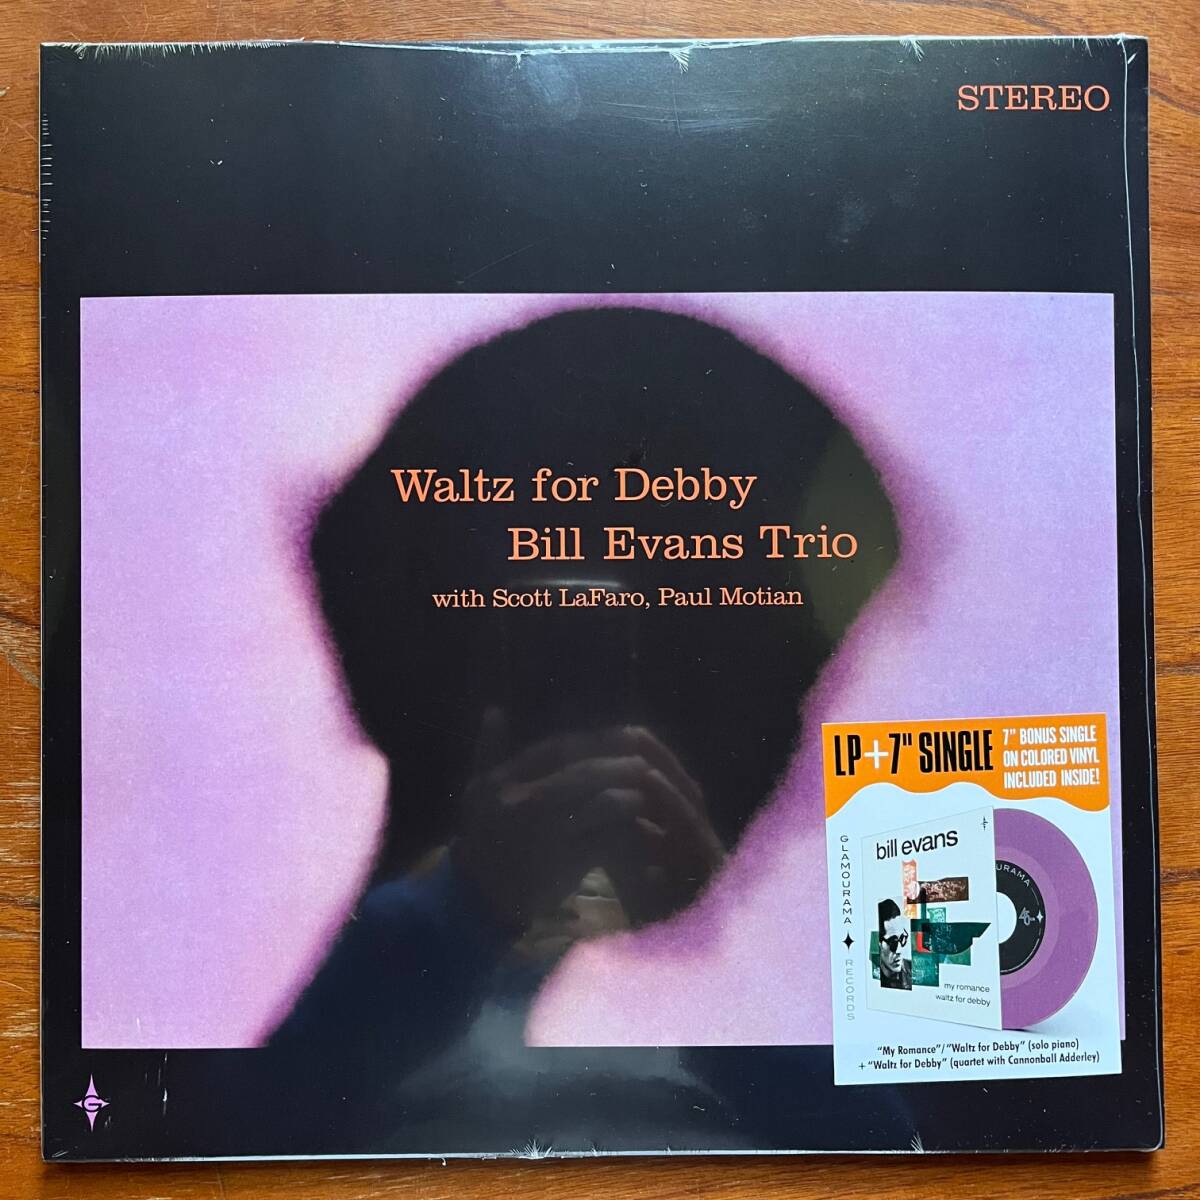 STEREO
Waltz for Debby
Bill Evans Trio
with Scott LaFaro, Paul Motian
LP+7" SINGLE
7" BONUS SINGLE
ON COLORED VINYL
INCLUDED INSIDE!
GLAMOURAMA
RECORDS
bill evans
my romance
waltz for debby
URAMA
45
"My Romance"/"Waltz for Debby" (solo piano)
+ "Waltz for Debby" (quartet with Cannonball Adderley)
G